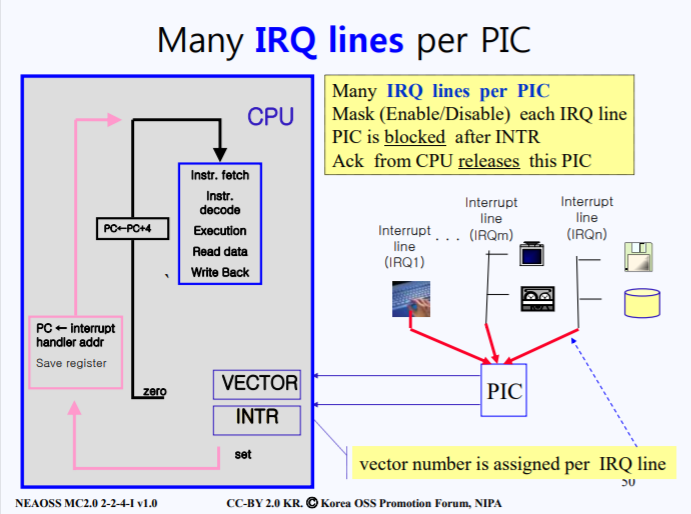 Many IRQ lines per PIC
CPU
Instr. fetch
Instr.
decode
Execution
Read data
Write Back
PC←PC+4
PC ← interrupt
handler addr
Save register
zero
VECTOR
INTR
set
Many IRQ lines per PIC
Mask (Enable/Disable) each IRQ line
PIC is blocked after INTR
Ack from CPU releases this PIC
Interrupt
line
(IRQ1)
. . .
Interrupt
line
(IRQm)
Interrupt
line
(IRQn)
PIC
vector number is assigned per IRQ line
50
NEAOSS MC2.0 2-2-4-I v1.0
CC-BY 2.0 KR. © Korea OSS Promotion Forum, NIPA